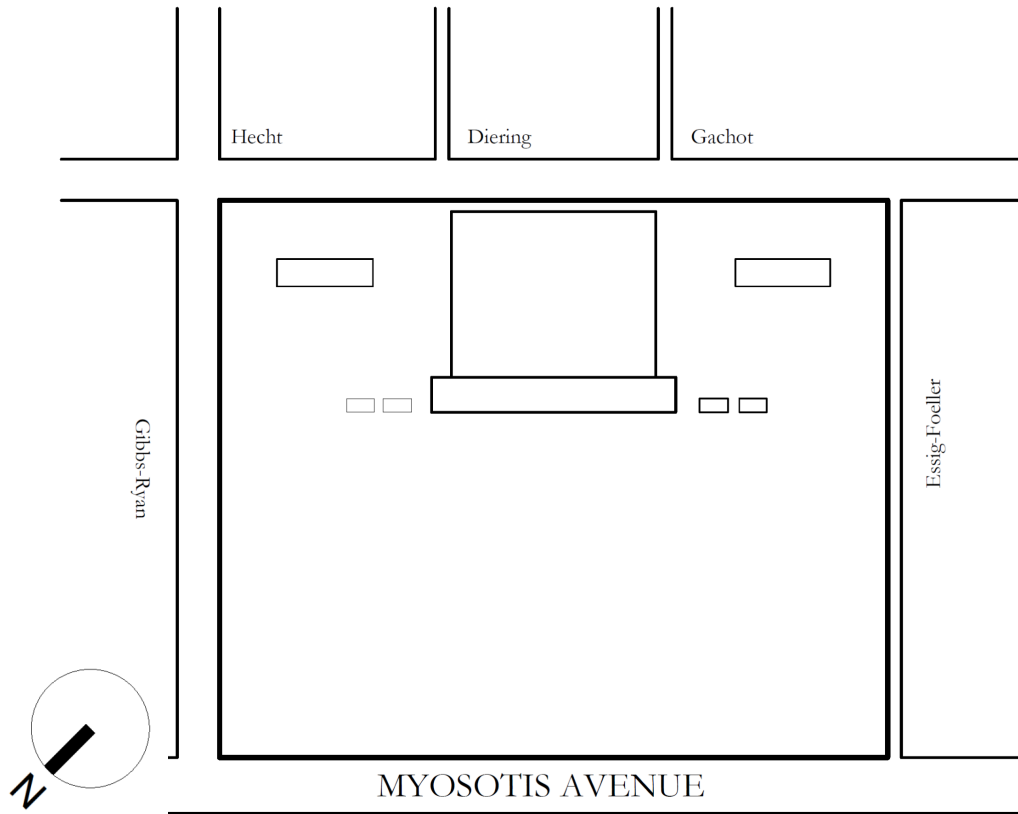 Hecht
Diering
Gachot
Gibbs-Ryan
Essig-Foeller
N
MYOSOTIS AVENUE